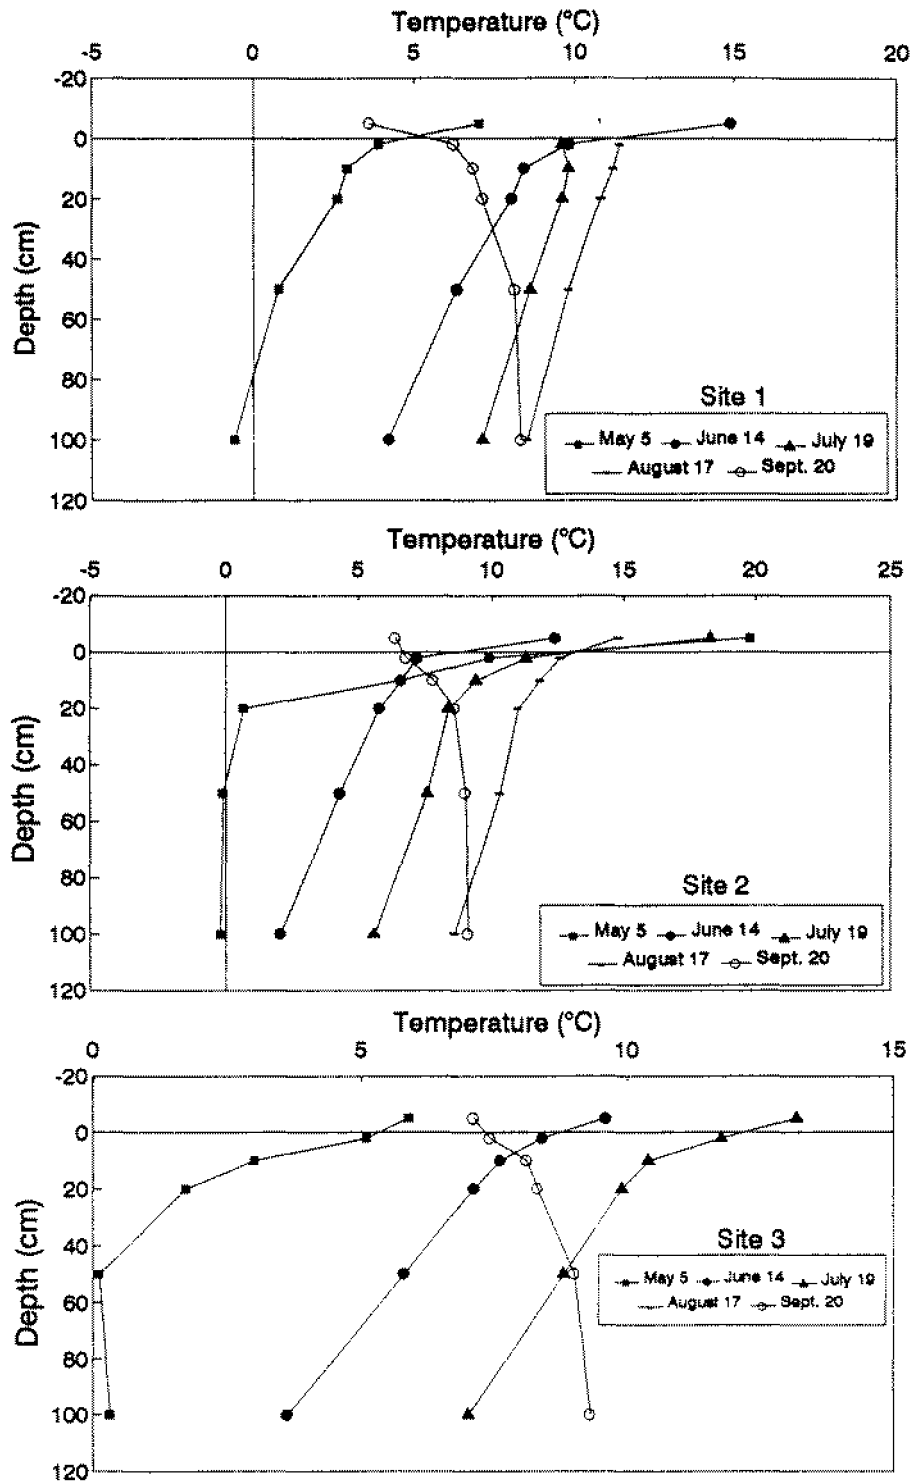 Temperature (°C)
-5 0 5 10 15 20
-20
0
20
40
60
80
100
120
Depth (cm)
Site 1
May 5 June 14 July 19
August 17 Sept. 20
Temperature (°C)
-5 0 5 10 15 20 25
-20
0
20
40
60
80
100
120
Depth (cm)
Site 2
May 5 June 14 July 19
August 17 Sept. 20
Temperature (°C)
0 5 10 15
-20
0
20
40
60
80
100
120
Depth (cm)
Site 3
May 5 June 14 July 19
August 17 Sept. 20